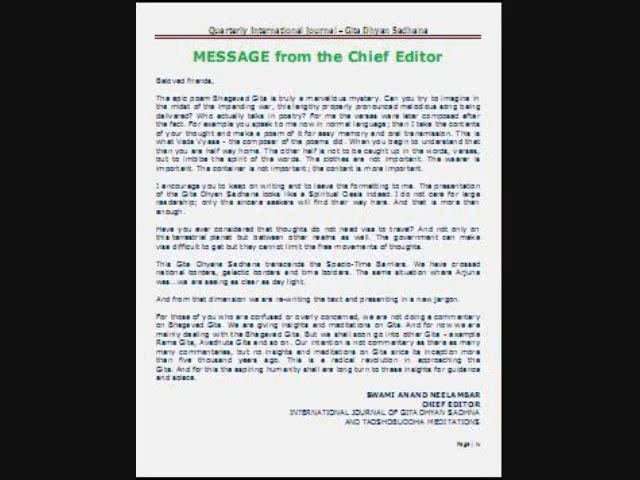 Quarterly International Journal – Gita Dhyan Sadhana
MESSAGE from the Chief Editor
Beloved friends,
The epic poem Bhagavad Gita is truly a marvellous mystery. Can you try to imagine in
the midst of the impending war, this lengthy properly pronounced melodious song being
delivered? Who actually talks in poetry? For me the verses were later composed after
the fact. For example you speak to me now in normal language; then I take the contents
of your thought and make a poem of it for easy memory and oral transmission. This is
what Veda Vyasa - the composer of the poems did. When you begin to understand that
then you are half way home. The other half is not to be caught up in the words, verses,
but to imbibe the spirit of the words. The clothes are not important. The wearer is
important. The container is not important; the content is more important.
I encourage you to keep on writing and to leave the formatting to me. The presentation
of the Gita Dhyan Sadhana looks like a Spiritual Oasis indeed. I do not care for large
readership; only the sincere seekers will find their way here. And that is more than
enough.
Have you ever considered that thoughts do not need visa to travel? And not only on
this terrestrial planet but between other realms as well. The government can make
visa difficult to get but they cannot limit the free movements of thoughts.
This Gita Dhyana Sadhana transcends the Spacio-Time Barriers. We have crossed
national borders, galactic borders and time borders. The same situation where Arjuna
was...we are seeing as clear as day light.
And from that dimension we are re-writing the text and presenting in a new jargon.
For those of you who are confused or overly concerned, we are not doing a commentary
on Bhagavad Gita. We are giving insights and meditations on Gita. And for now we are
mainly dealing with the Bhagavad Gita. But we shall soon go into other Gita - example
Rama Gita, Avadhuta Gita and so on. Our intention is not commentary as there are many
many commentaries, but no insights and meditations on Gita since its inception more
than five thousand years ago. This is a radical revolution in approaching the
Gita. And for this the aspiring humanity shall are long turn to these insights for guidance
and solace.
SWAMI ANAND NEELAMBAR
CHIEF EDITOR
INTERNATIONAL JOURNAL OF GITA DHYAN SADHNA
AND TAOSHOBUDDHA MEDITATIONS
Page |